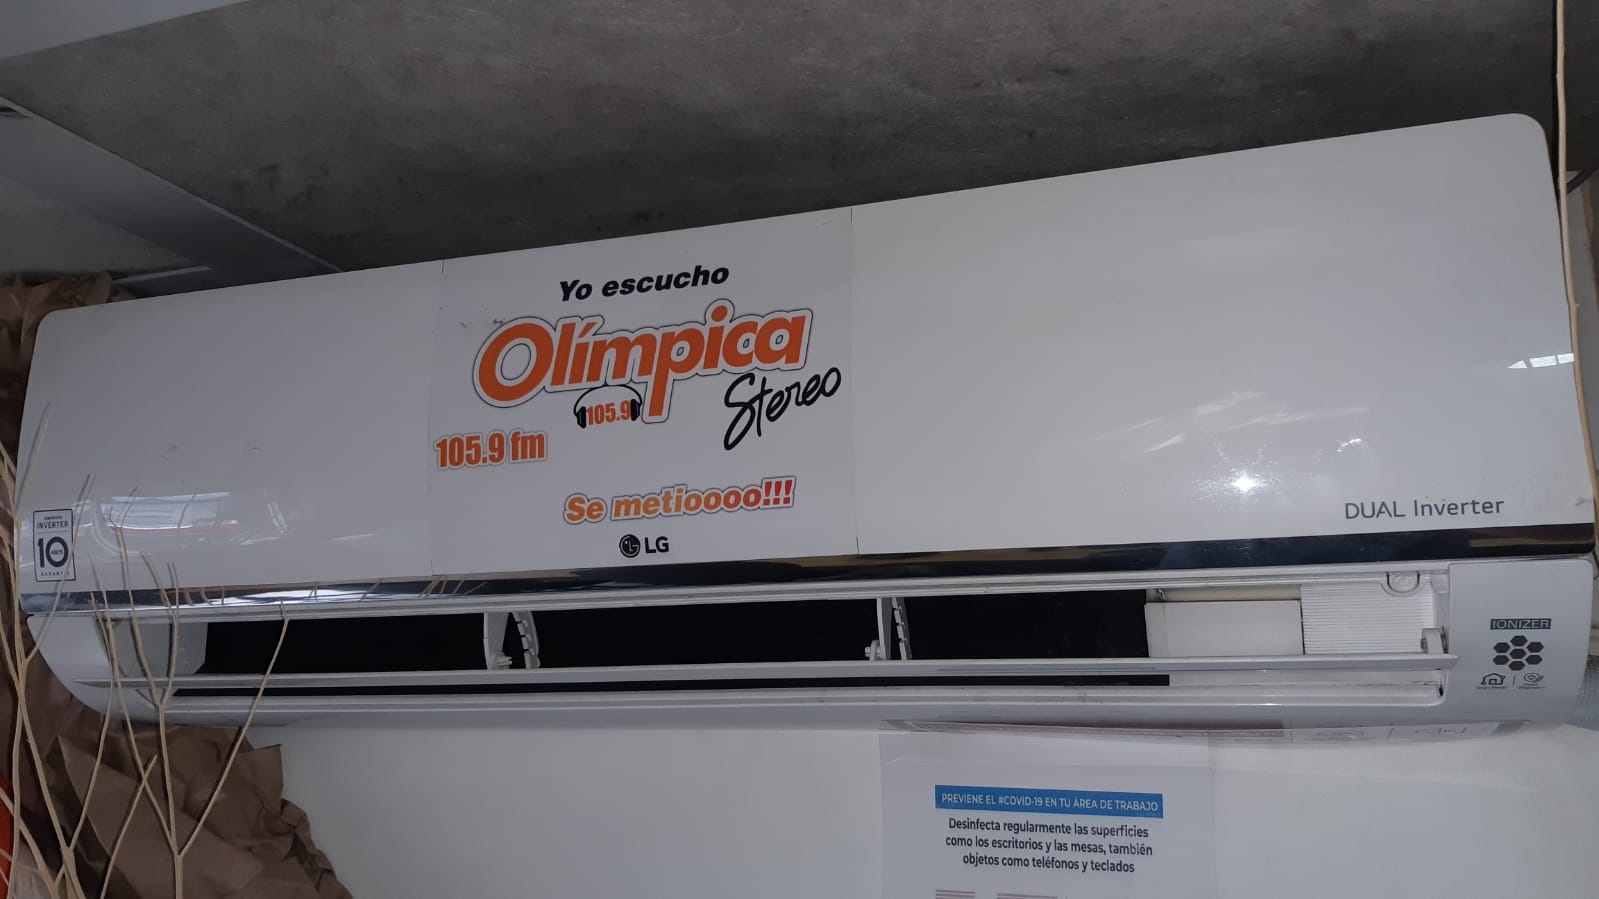 Yo escucho
Olímpica
Stereo
105.9
105.9 fm
Se metioooo!!!
LG
INVERTER
10 AÑOS
GARANTÍA
DUAL Inverter
IONIZER
PREVIENE EL #COVID-19 EN TU ÁREA DE TRABAJO
Desinfecta regularmente las superficies
como los escritorios y las mesas, también
objetos como teléfonos y teclados